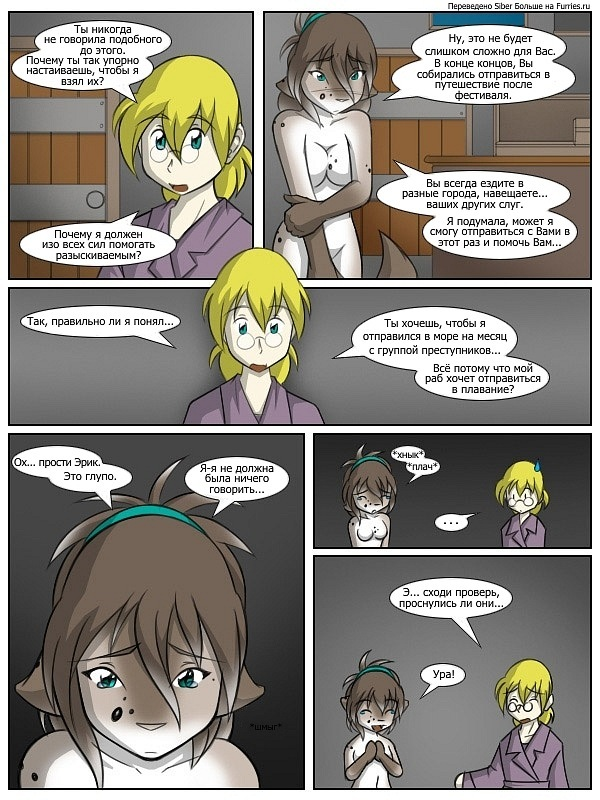 Переведено Siber Больше на Furries.ru
Ты никогда
не говорила подобного
до этого.
Почему ты так упорно
настаиваешь, чтобы я
взял их?
Почему я должен
изо всех сил помогать
разыскиваемым?
Ну, это не будет
слишком сложно для Вас.
В конце концов, Вы
собирались отправиться в
путешествие после
фестиваля.
Вы всегда ездите в
разные города, навещаете...
ваших других слуг.
Я подумала, может я
смогу отправиться с Вами в
этот раз и помочь Вам...
Так, правильно ли я понял...
Ты хочешь, чтобы я
отправился в море на месяц
с группой преступников...
Всё потому что мой
раб хочет отправиться
в плавание?
Ох... прости Эрик.
Это глупо.
Я-я не должна
была ничего
говорить...
*шмыг*
*хнык*
*плач*
...
Э... сходи проверь,
проснулись ли они...
Ура!